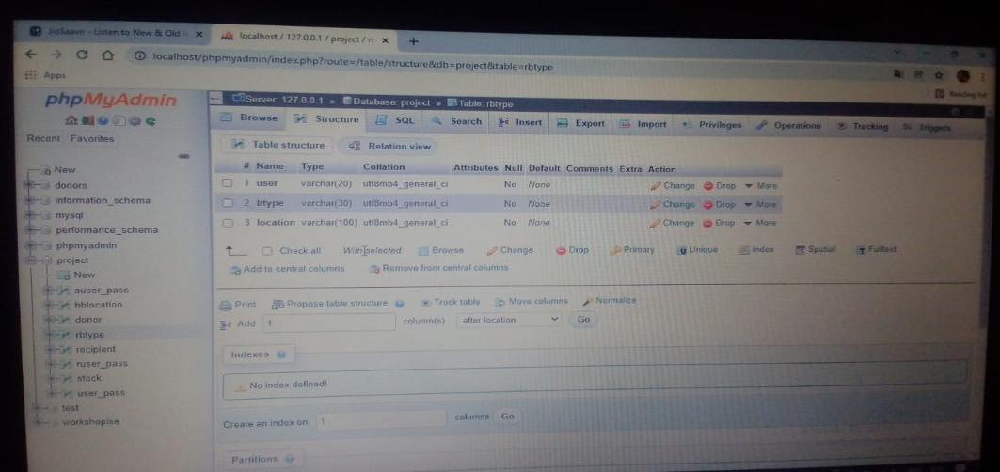 JioSaavn - Listen to New & Old × localhost / 127.0.0.1 / project / r × +
localhost/phpmyadmin/index.php?route=/table/structure&db=project&table=rbtype
Apps Reading list
phpMyAdmin
Recent Favorites
New
donors
information_schema
mysql
performance_schema
phpmyadmin
project
New
auser_pass
bblocation
donor
rbtype
recipient
ruser_pass
stock
user_pass
test
workshopise
Server: 127.0.0.1 » Database: project » Table: rbtype
Browse Structure SQL Search Insert Export Import Privileges Operations Tracking Triggers
Table structure Relation view
# Name Type Collation Attributes Null Default Comments Extra Action
1 user varchar(20) utf8mb4_general_ci No None Change Drop More
2 btype varchar(30) utf8mb4_general_ci No None Change Drop More
3 location varchar(100) utf8mb4_general_ci No None Change Drop More
Check all With selected: Browse Change Drop Primary Unique Index Spatial Fulltext
Add to central columns Remove from central columns
Print Propose table structure Track table Move columns Normalize
Add 1 column(s) after location Go
Indexes
No index defined!
Create an index on 1 columns Go
Partitions